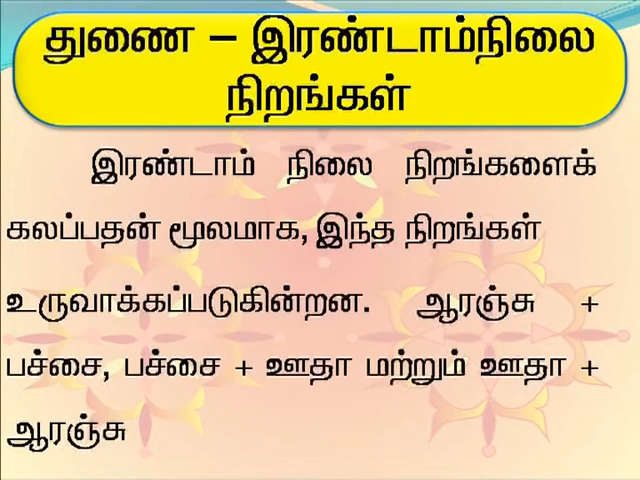 துணை – இரண்டாம்நிலை
நிறங்கள்
இரண்டாம் நிலை நிறங்களைக்
கலப்பதன் மூலமாக, இந்த நிறங்கள்
உருவாக்கப்படுகின்றன. ஆரஞ்சு +
பச்சை, பச்சை + ஊதா மற்றும் ஊதா +
ஆரஞ்சு